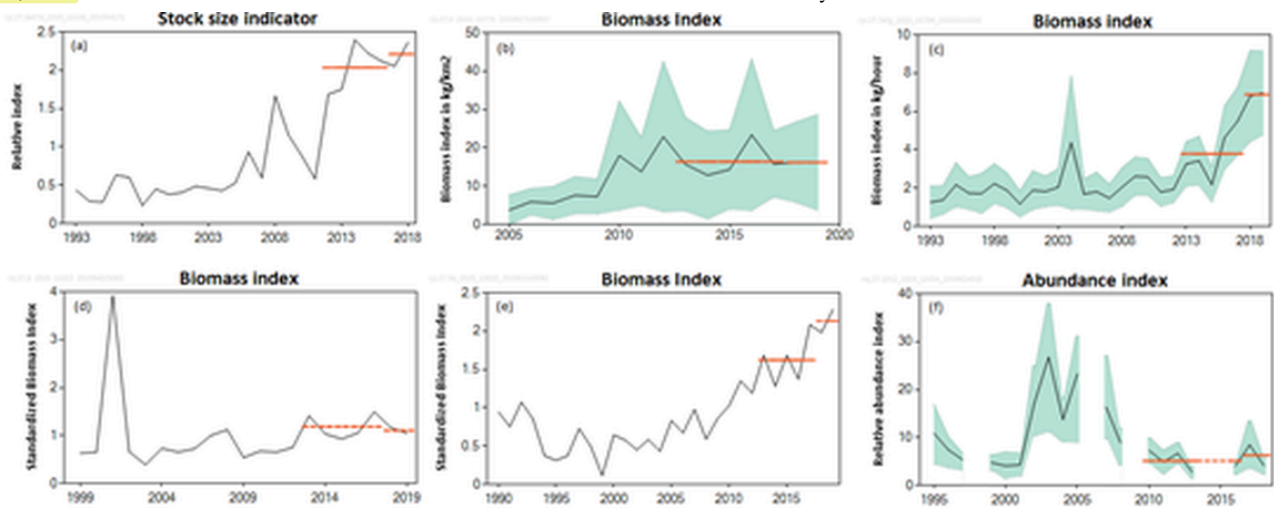 Stock size indicator
(a)
Relative index
2.5
2
1.5
1
0.5
0
1993 1998 2003 2008 2013 2018
Biomass Index
(b)
Biomass index in kg/km2
50
40
30
20
10
0
2005 2010 2015 2020
Biomass index
(c)
Biomass index in kg/hour
10
8
6
4
2
0
1993 1998 2003 2008 2013 2018
Biomass index
(d)
Standardized Biomass Index
4
3
2
1
0
1999 2004 2009 2014 2019
Biomass Index
(e)
Standardized Biomass Index
2.5
2
1.5
1
0.5
0
1990 1995 2000 2005 2010 2015
Abundance index
(f)
Relative abundance index
40
30
20
10
0
1995 2000 2005 2010 2015